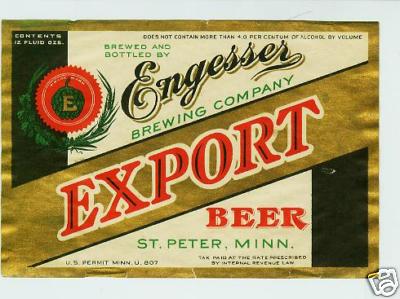 CONTENTS
12 FLUID OZS.
DOES NOT CONTAIN MORE THAN 4.0 PER CENTUM OF ALCOHOL BY VOLUME
BREWED AND
BOTTLED BY
Engesser
BREWING COMPANY
E
EXPORT
BEER
ST. PETER, MINN.
U.S. PERMIT MINN. U. 807
TAX PAID AT THE RATE PRESCRIBED
BY INTERNAL REVENUE LAW